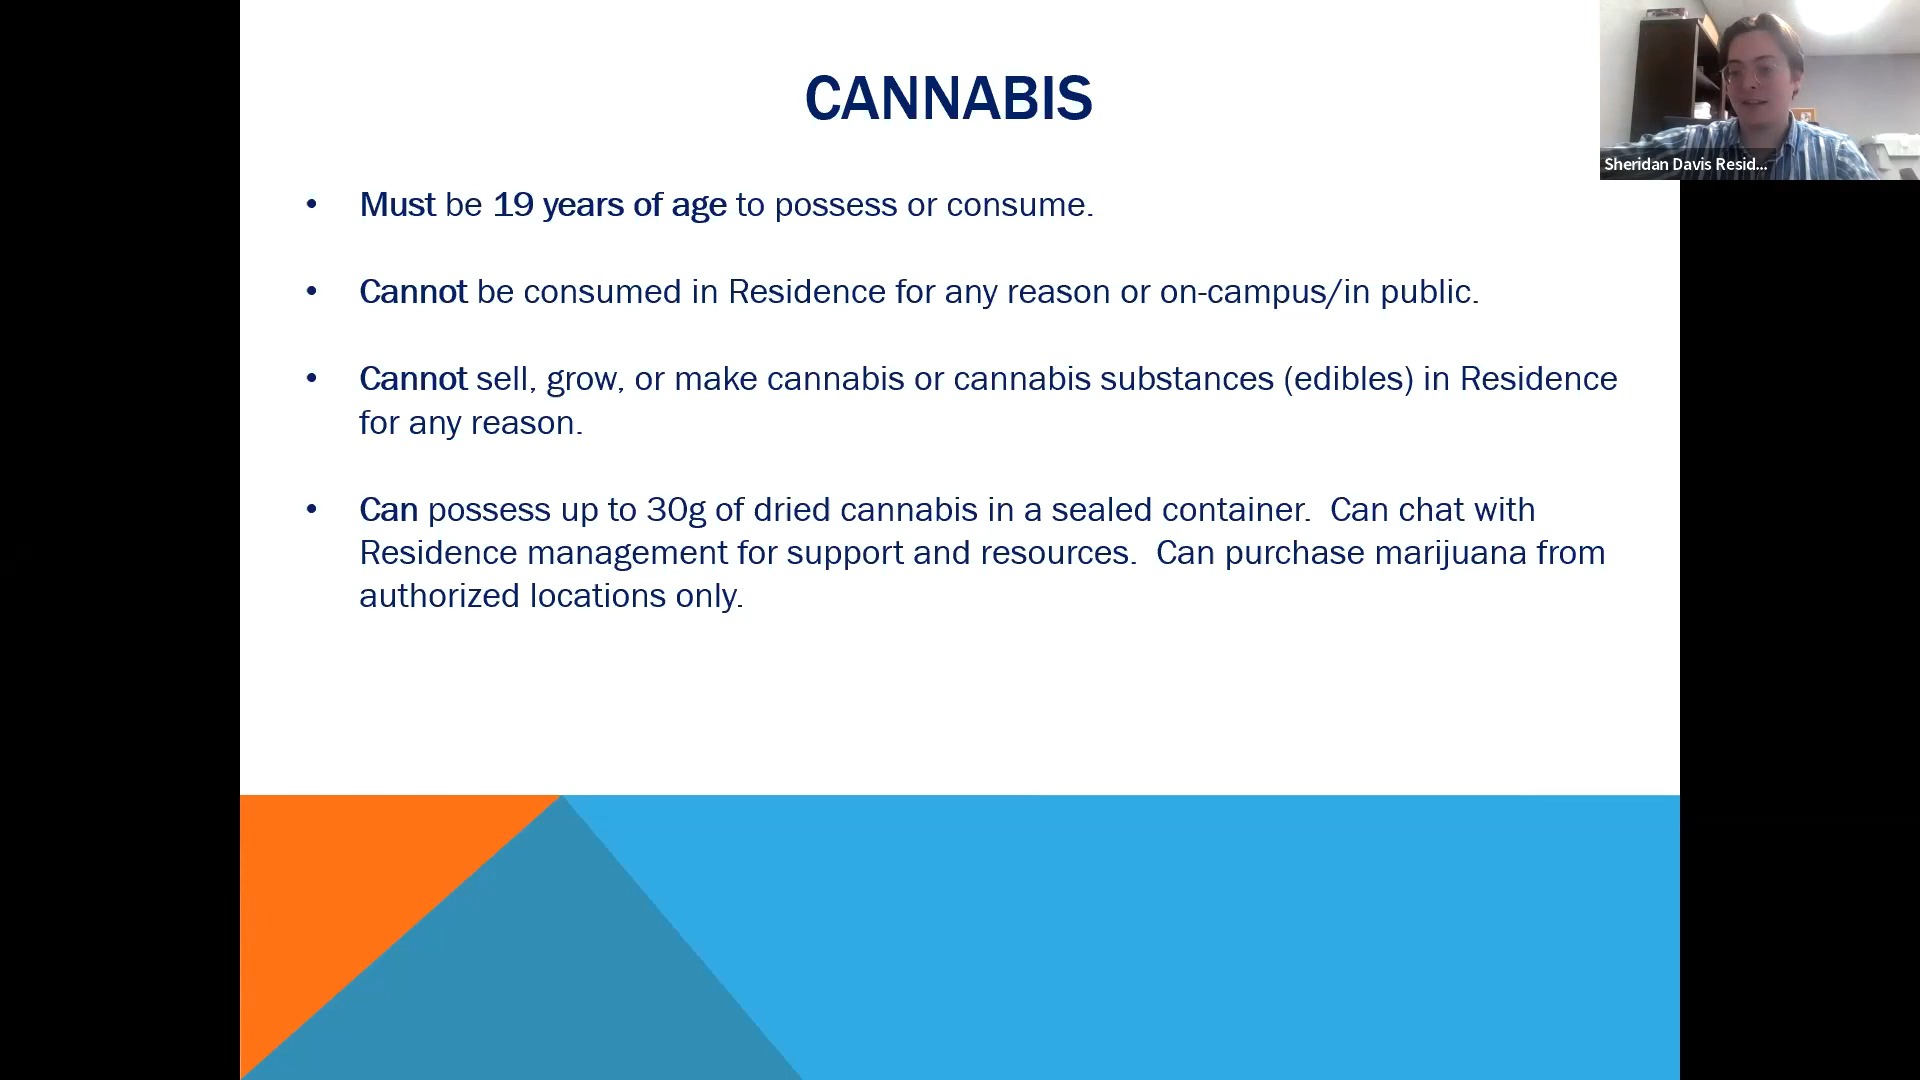 CANNABIS
Sheridan Davis Resid...
• Must be 19 years of age to possess or consume.
• Cannot be consumed in Residence for any reason or on-campus/in public.
• Cannot sell, grow, or make cannabis or cannabis substances (edibles) in Residence
for any reason.
• Can possess up to 30g of dried cannabis in a sealed container.  Can chat with
Residence management for support and resources.  Can purchase marijuana from
authorized locations only.